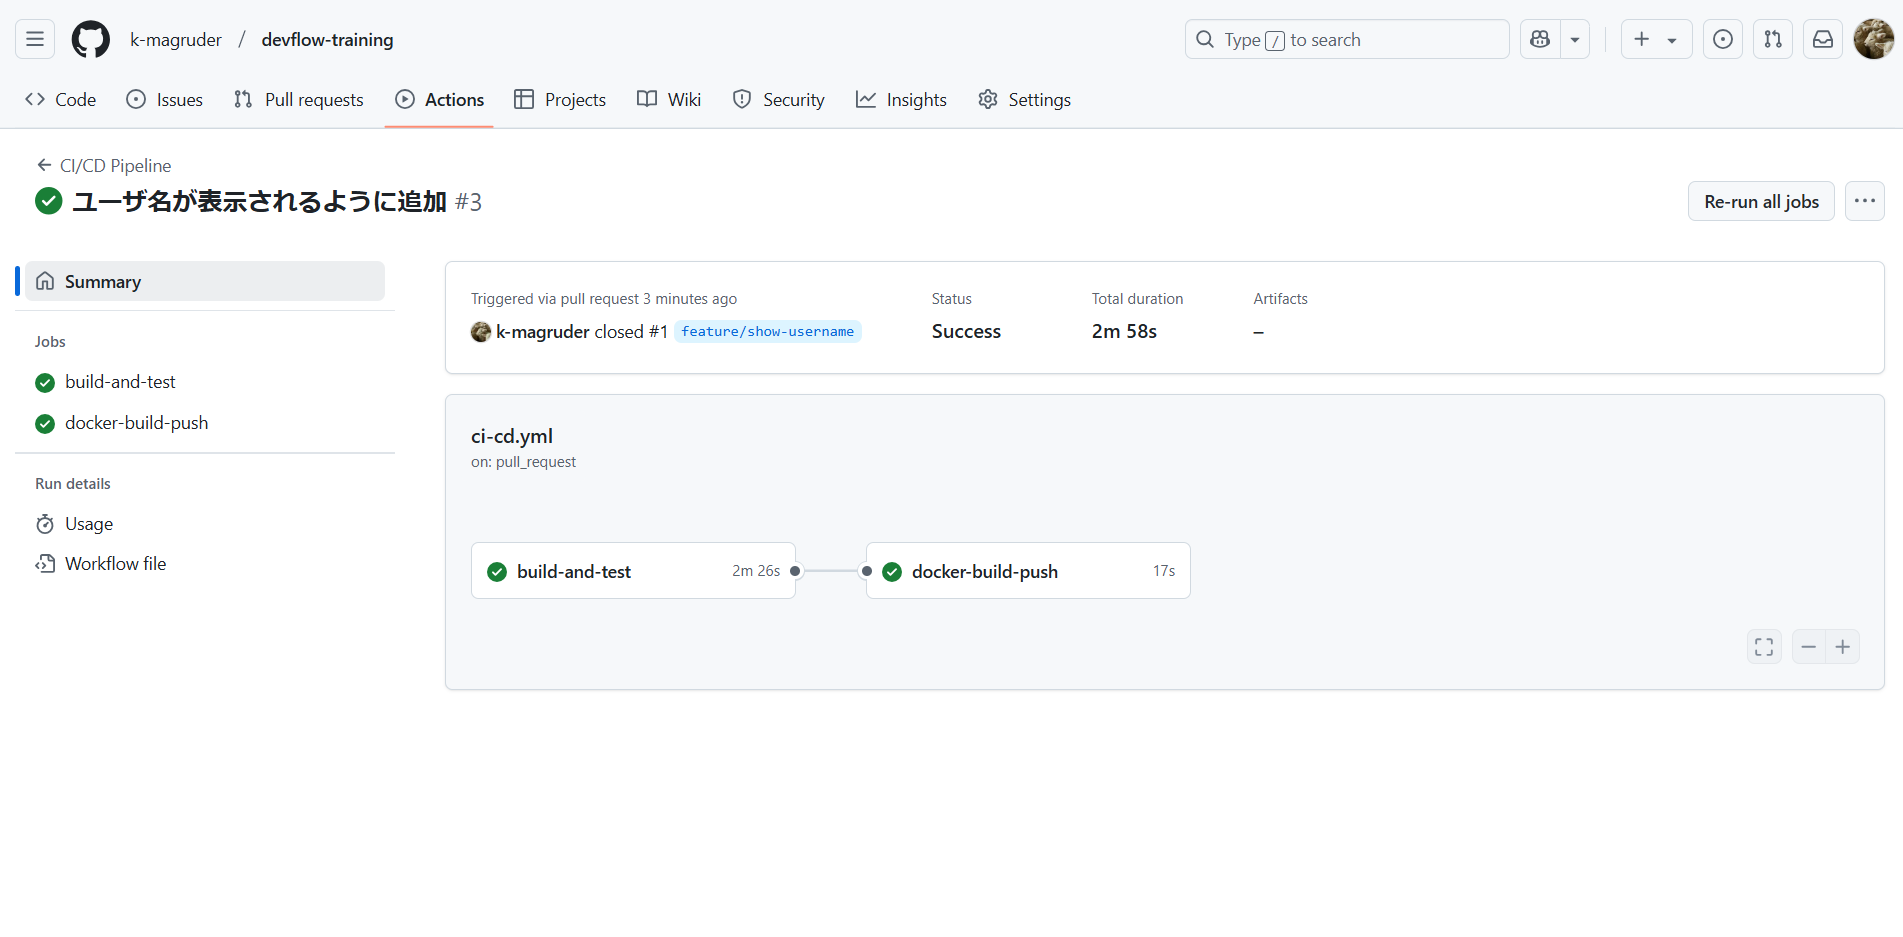 k-magruder / devflow-training
Type / to search
Code
Issues
Pull requests
Actions
Projects
Wiki
Security
Insights
Settings
CI/CD Pipeline
ユーザ名が表示されるように追加 #3
Re-run all jobs
Summary
Jobs
build-and-test
docker-build-push
Run details
Usage
Workflow file
Triggered via pull request 3 minutes ago
k-magruder closed #1 feature/show-username
Status
Success
Total duration
2m 58s
Artifacts
–
ci-cd.yml
on: pull_request
build-and-test 2m 26s
docker-build-push 17s